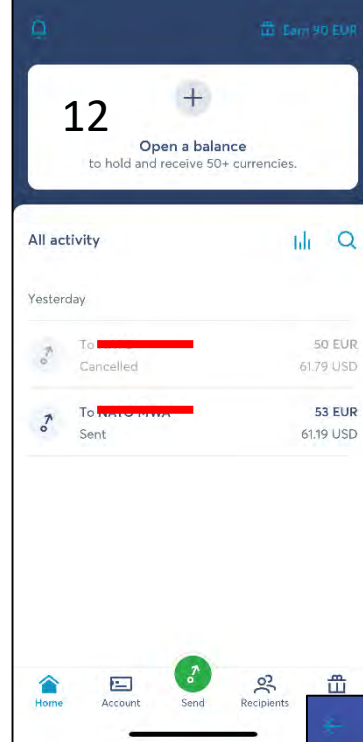 Earn 90 EUR
12
Open a balance
to hold and receive 50+ currencies.
All activity
Yesterday
To
50 EUR
Cancelled
61.79 USD
To
53 EUR
Sent
61.19 USD
Home
Account
Send
Recipients